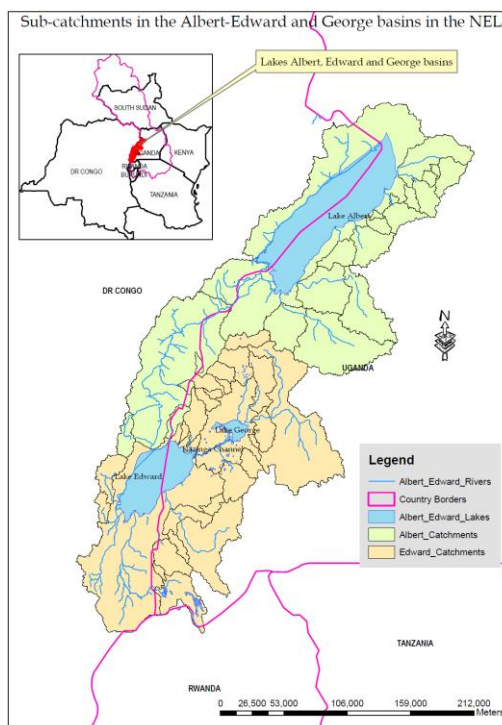 Sub-catchments in the Albert-Edward and George basins in the NEL
Lakes Albert, Edward and George basins
SOUTH SUDAN
UGANDA
KENYA
DR CONGO
TANZANIA
Lake Albert
DR CONGO
N
UGANDA
Lake George
Lake Edward
Channel
Legend
Albert_Edward_Rivers
Country Borders
Albert_Edward_Lakes
Albert_Catchments
Edward_Catchments
TANZANIA
RWANDA
0 26,500 53,000 106,000 159,000 212,000
Meters